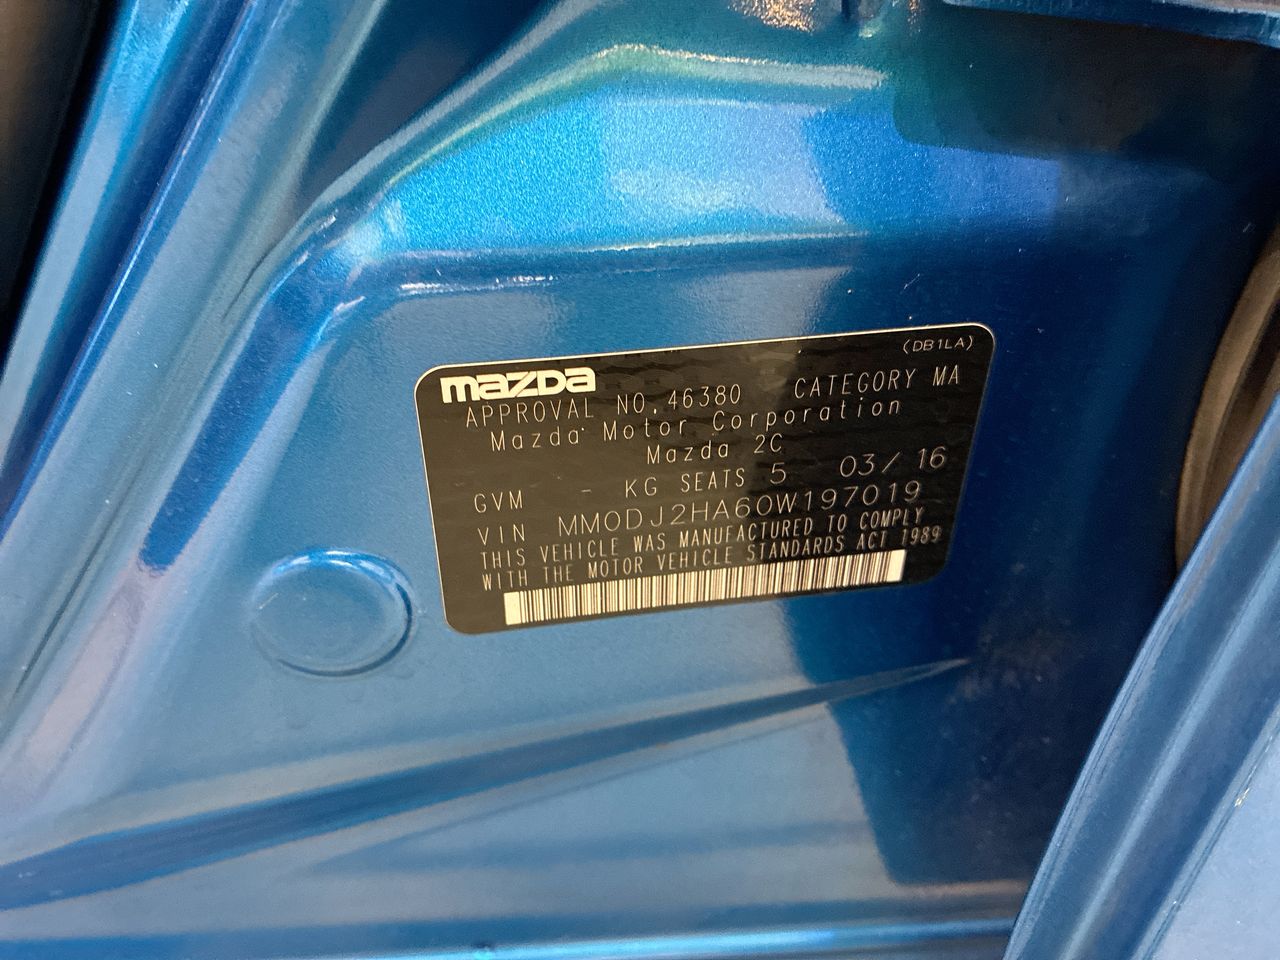 (DB1LA)
mazda
APPROVAL NO.46380 CATEGORY MA
Mazda Motor Corporation
Mazda 2C
GVM - KG SEATS 5 03/16
VIN MM0DJ2HA60W197019
THIS VEHICLE WAS MANUFACTURED TO COMPLY
WITH THE MOTOR VEHICLE STANDARDS ACT 1989